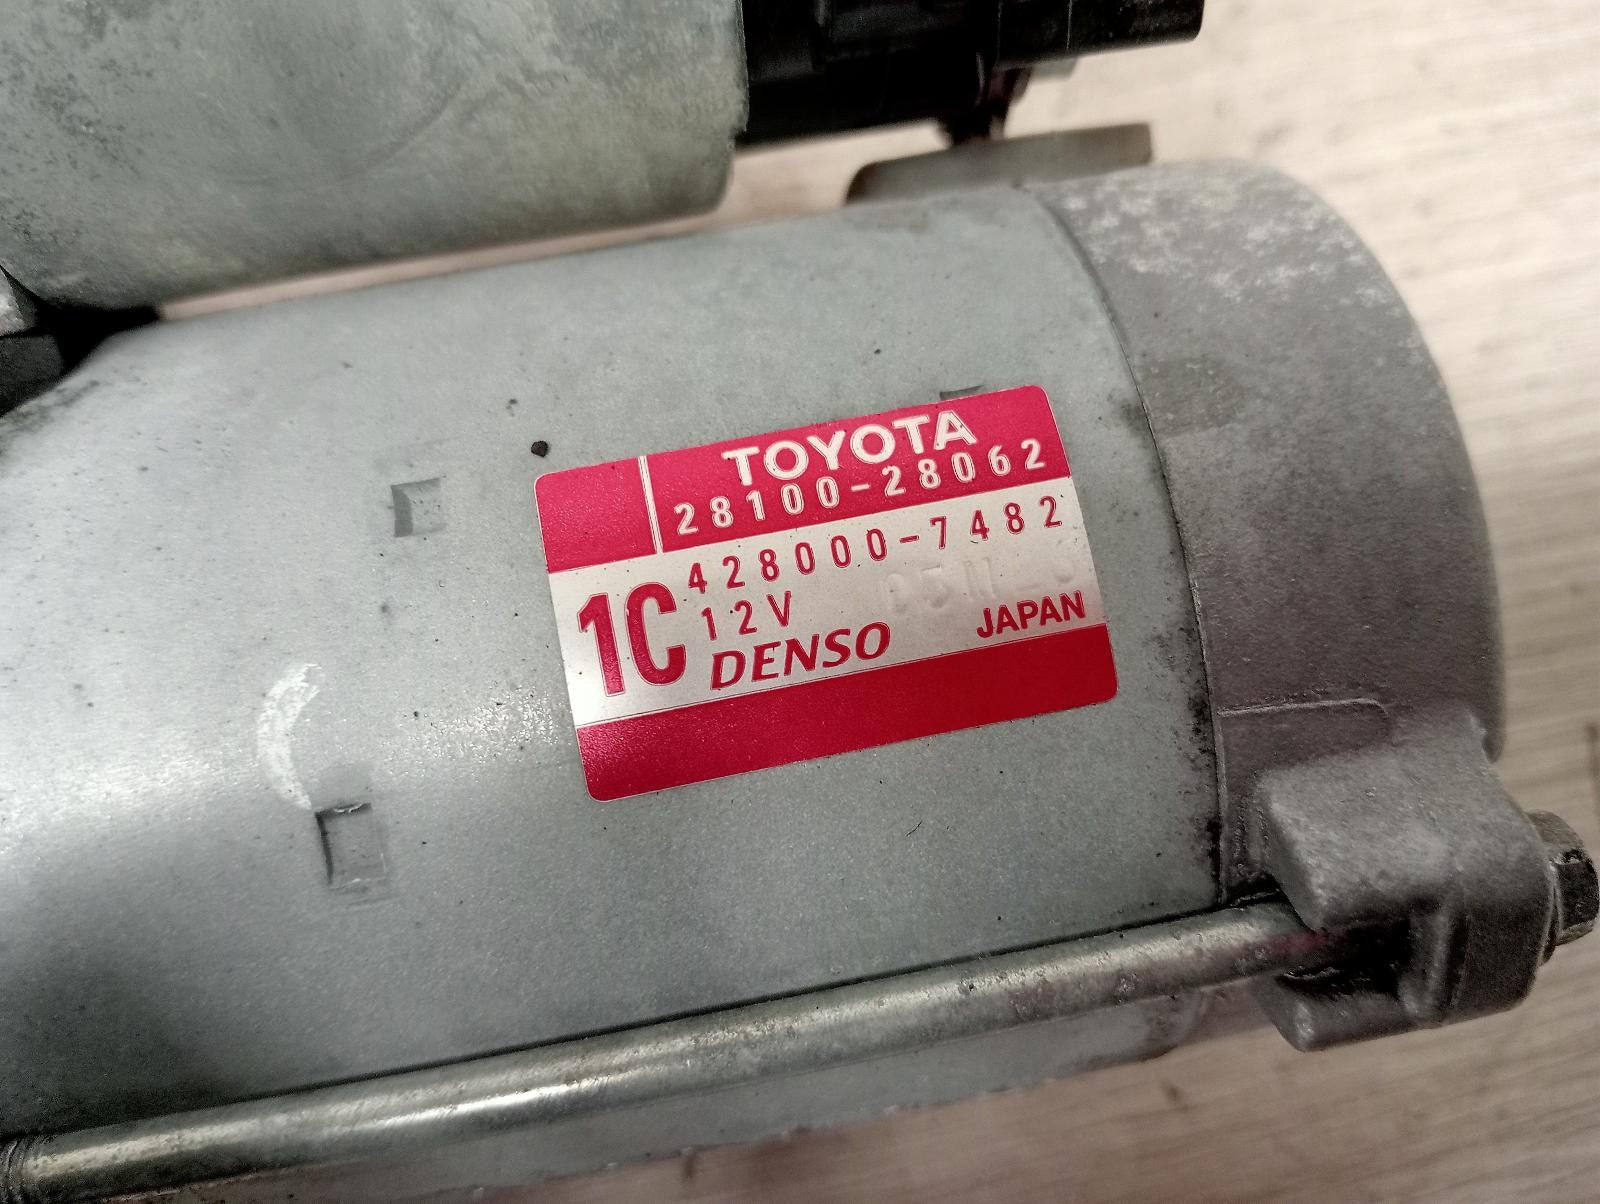 TOYOTA
28100-28062
428000-7482
1C
12V
DENSO
JAPAN